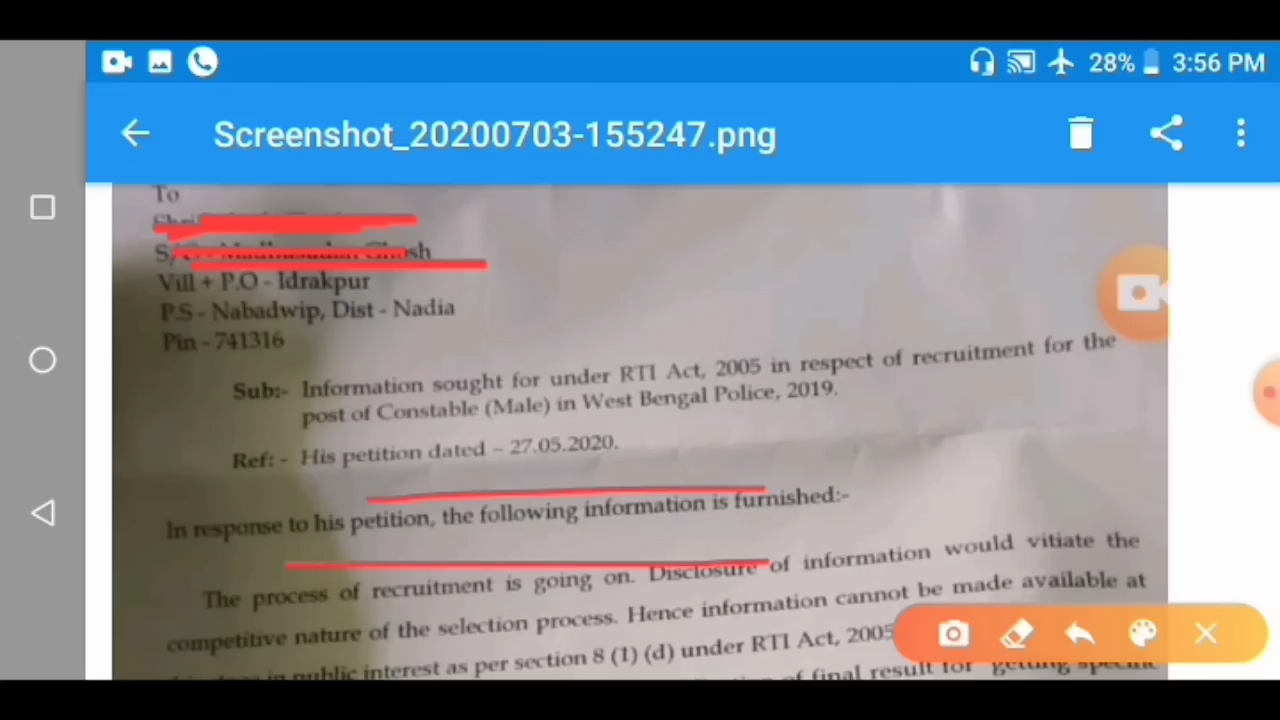 28% 3:56 PM
Screenshot_20200703-155247.png
To
Vill + P.O - Idrakpur
P.S - Nabadwip, Dist - Nadia
Pin - 741316
Sub:- Information sought for under RTI Act, 2005 in respect of recruitment for the
post of Constable (Male) in West Bengal Police, 2019.
Ref: - His petition dated – 27.05.2020.
In response to his petition, the following information is furnished:-
The process of recruitment is going on. Disclosure of information would vitiate the
competitive nature of the selection process. Hence information cannot be made available at
in public interest as per section 8 (1) (d) under RTI Act, 2005
of final result for getting specific